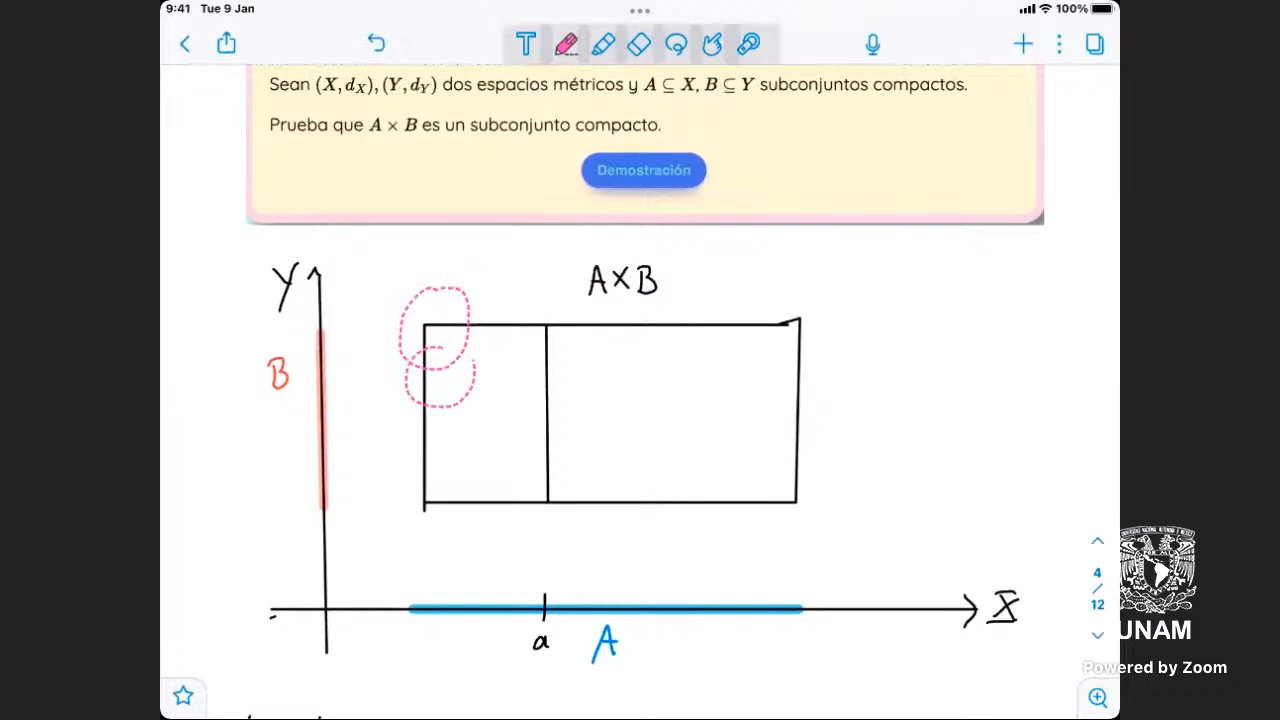 9:41 Tue 9 Jan
100%
Sean (X, d_X), (Y, d_Y) dos espacios métricos y A ⊆ X, B ⊆ Y subconjuntos compactos.
Prueba que A × B es un subconjunto compacto.
Demostración
Y
A×B
B
X
a
A
4
/
12
UNAM
Powered by Zoom